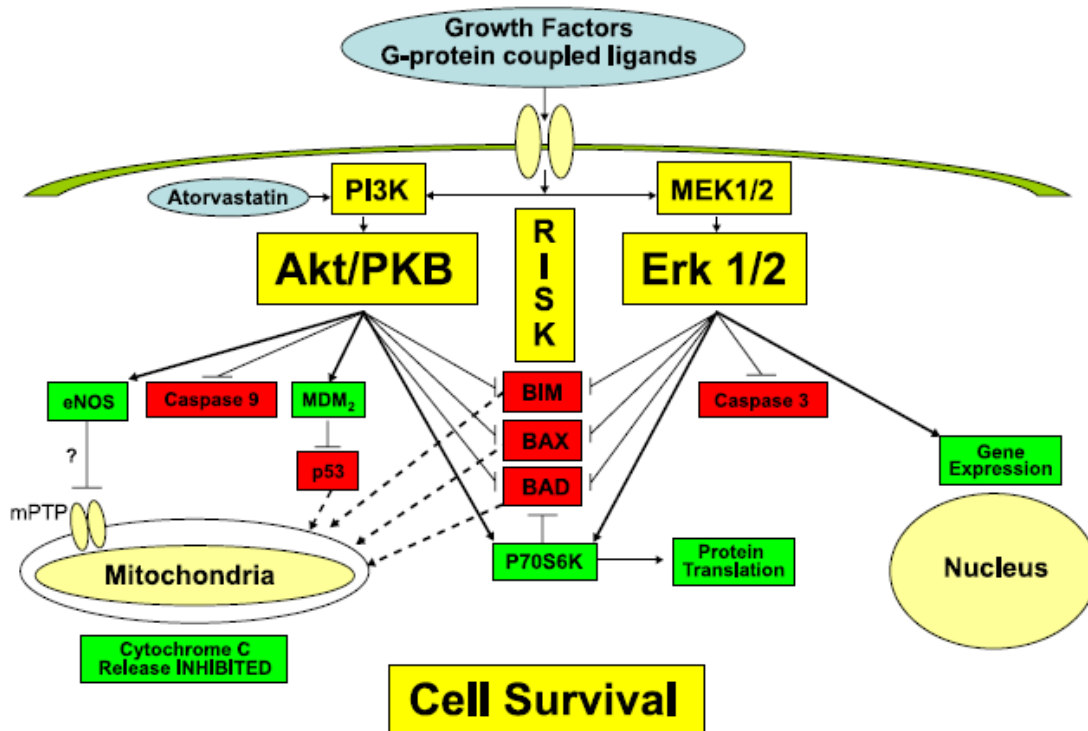 Growth Factors
G-protein coupled ligands
Atorvastatin
PI3K
MEK1/2
Akt/PKB
R
I
S
K
Erk 1/2
eNOS
Caspase 9
MDM₂
BIM
Caspase 3
?
p53
BAX
Gene
Expression
BAD
mPTP
Mitochondria
P70S6K
Protein
Translation
Nucleus
Cytochrome C
Release INHIBITED
Cell Survival